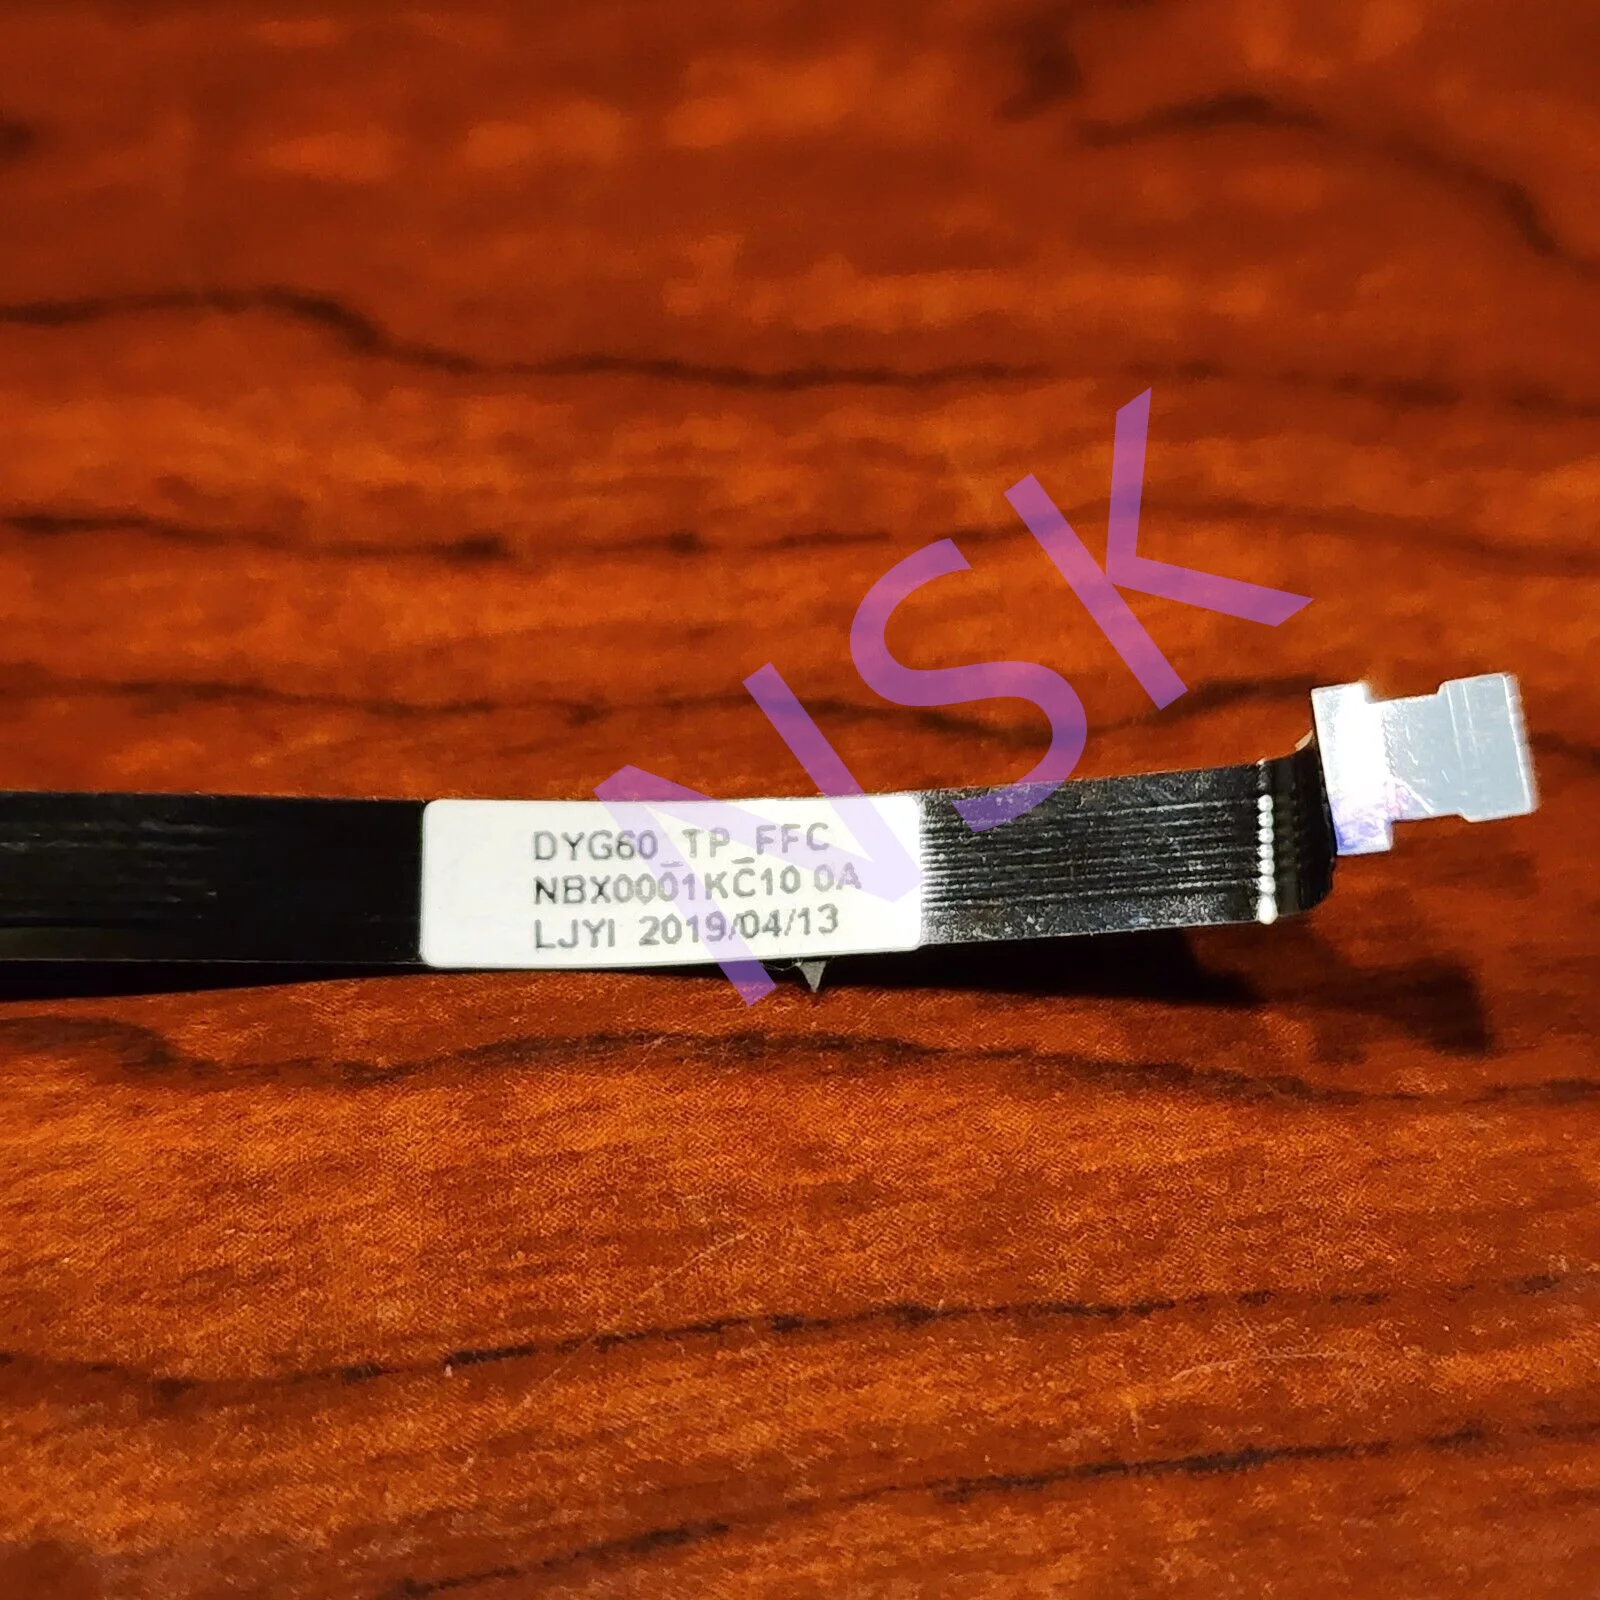 NSK
DYG60_TP_FFC
NBX0001KC10 0A
LJYI 2019/04/13